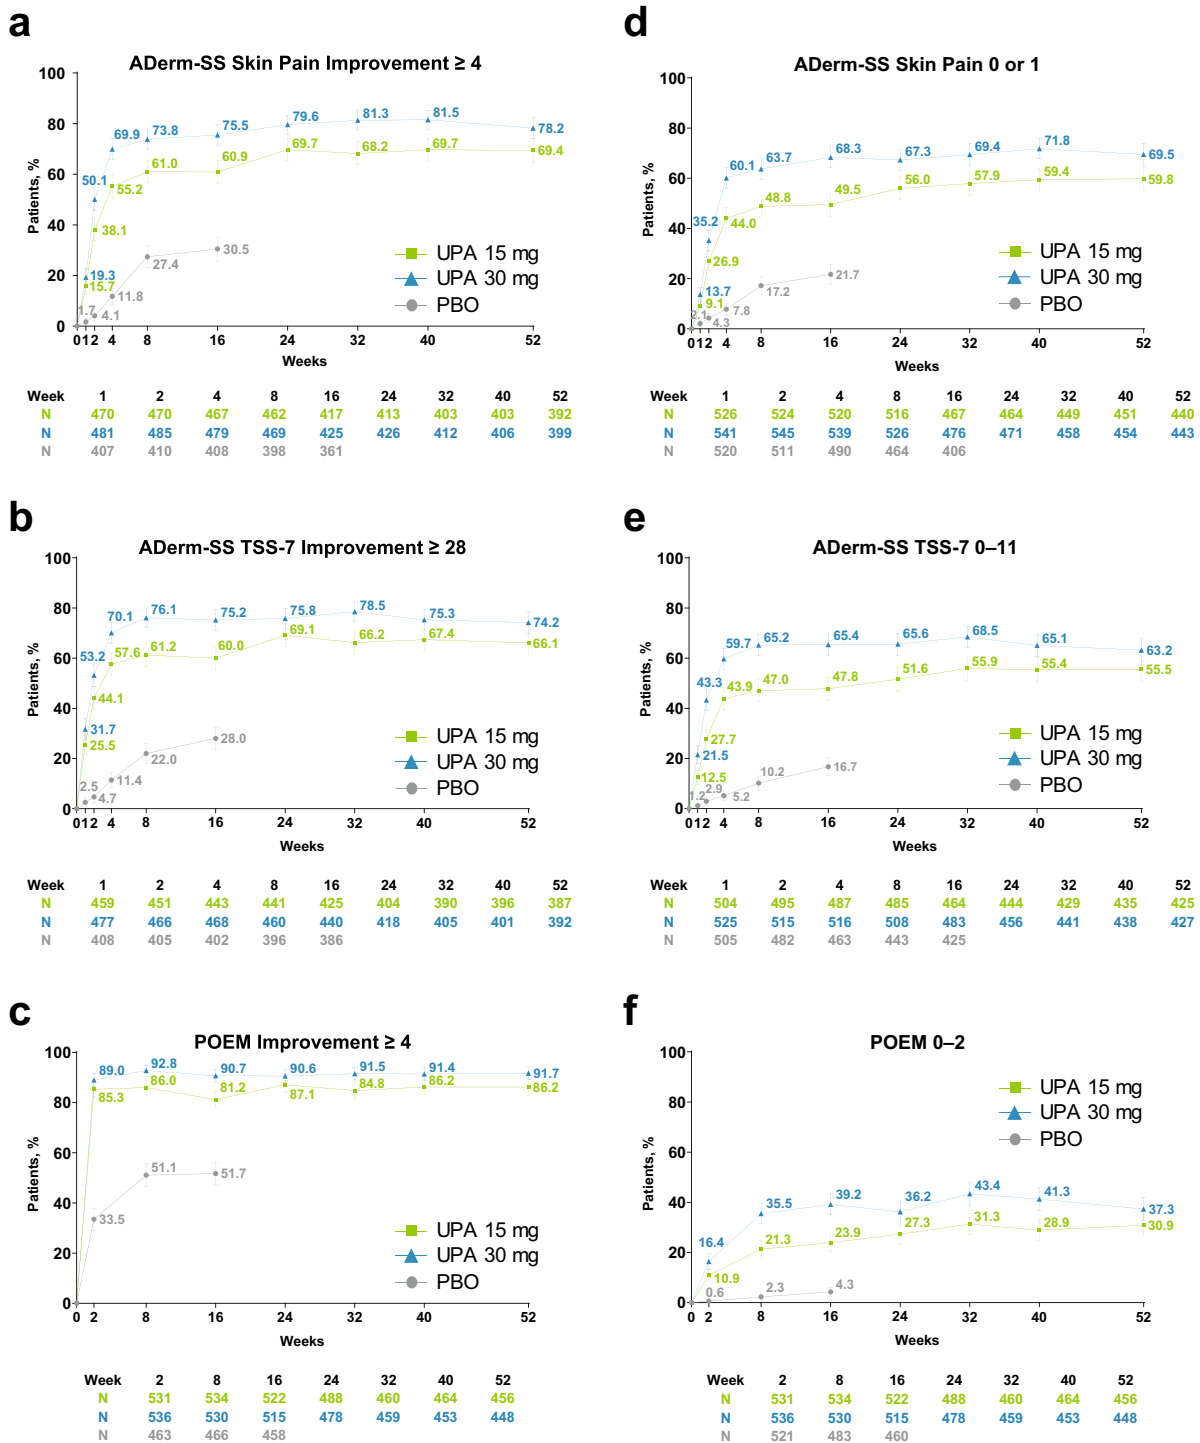 a
ADerm-SS Skin Pain Improvement ≥ 4
Patients, %
100
80
60
40
20
0
19.3
50.1
69.9
73.8
75.5
79.6
81.3
81.5
78.2
15.7
38.1
55.2
61.0
60.9
69.7
68.2
69.7
69.4
1.7
4.1
11.8
27.4
30.5
UPA 15 mg
UPA 30 mg
PBO
0 1 2 4 8 16 24 32 40 52
Weeks
Week 1 2 4 8 16 24 32 40 52
N 470 470 467 462 417 413 403 403 392
N 481 485 479 469 425 426 412 406 399
N 407 410 408 398 361
d
ADerm-SS Skin Pain 0 or 1
Patients, %
100
80
60
40
20
0
13.7
35.2
60.1
63.7
68.3
67.3
69.4
71.8
69.5
9.1
26.9
44.0
48.8
49.5
56.0
57.9
59.4
59.8
2.1
4.3
7.8
17.2
21.7
UPA 15 mg
UPA 30 mg
PBO
0 1 2 4 8 16 24 32 40 52
Weeks
Week 1 2 4 8 16 24 32 40 52
N 526 524 520 516 467 464 449 451 440
N 541 545 539 526 476 471 458 454 443
N 520 511 490 464 406
b
ADerm-SS TSS-7 Improvement ≥ 28
Patients, %
100
80
60
40
20
0
31.7
53.2
70.1
76.1
75.2
75.8
78.5
75.3
74.2
25.5
44.1
57.6
61.2
60.0
69.1
66.2
67.4
66.1
2.5
4.7
11.4
22.0
28.0
UPA 15 mg
UPA 30 mg
PBO
0 1 2 4 8 16 24 32 40 52
Weeks
Week 1 2 4 8 16 24 32 40 52
N 459 451 443 441 425 404 390 396 387
N 477 466 468 460 440 418 405 401 392
N 408 405 402 396 386
e
ADerm-SS TSS-7 0–11
Patients, %
100
80
60
40
20
0
21.5
43.3
59.7
65.2
65.4
65.6
68.5
65.1
63.2
12.5
27.7
43.9
47.0
47.8
51.6
55.9
55.4
55.5
1.2
2.9
5.2
10.2
16.7
UPA 15 mg
UPA 30 mg
PBO
0 1 2 4 8 16 24 32 40 52
Weeks
Week 1 2 4 8 16 24 32 40 52
N 504 495 487 485 464 444 429 435 425
N 525 515 516 508 483 456 441 438 427
N 505 482 463 443 425
c
POEM Improvement ≥ 4
Patients, %
100
80
60
40
20
0
89.0
92.8
90.7
90.6
91.5
91.4
91.7
85.3
86.0
81.2
87.1
84.8
86.2
86.2
33.5
51.1
51.7
UPA 15 mg
UPA 30 mg
PBO
0 2 8 16 24 32 40 52
Weeks
Week 2 8 16 24 32 40 52
N 531 534 522 488 460 464 456
N 536 530 515 478 459 453 448
N 463 466 458
f
POEM 0–2
Patients, %
100
80
60
40
20
0
16.4
35.5
39.2
36.2
43.4
41.3
37.3
10.9
21.3
23.9
27.3
31.3
28.9
30.9
0.6
2.3
4.3
UPA 15 mg
UPA 30 mg
PBO
0 2 8 16 24 32 40 52
Weeks
Week 2 8 16 24 32 40 52
N 531 534 522 488 460 464 456
N 536 530 515 478 459 453 448
N 521 483 460